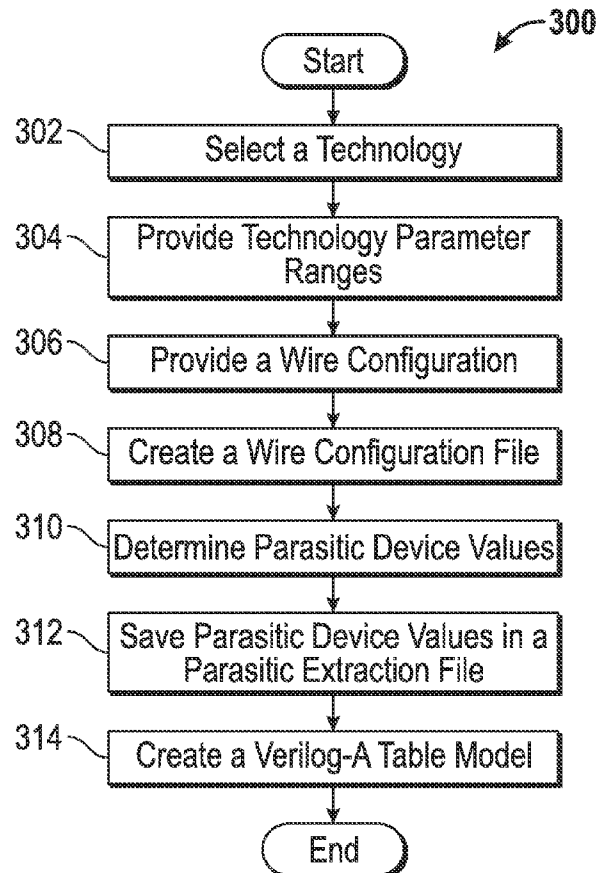 300
Start
302 Select a Technology
304 Provide Technology Parameter
Ranges
306 Provide a Wire Configuration
308 Create a Wire Configuration File
310 Determine Parasitic Device Values
312 Save Parasitic Device Values in a
Parasitic Extraction File
314 Create a Verilog-A Table Model
End